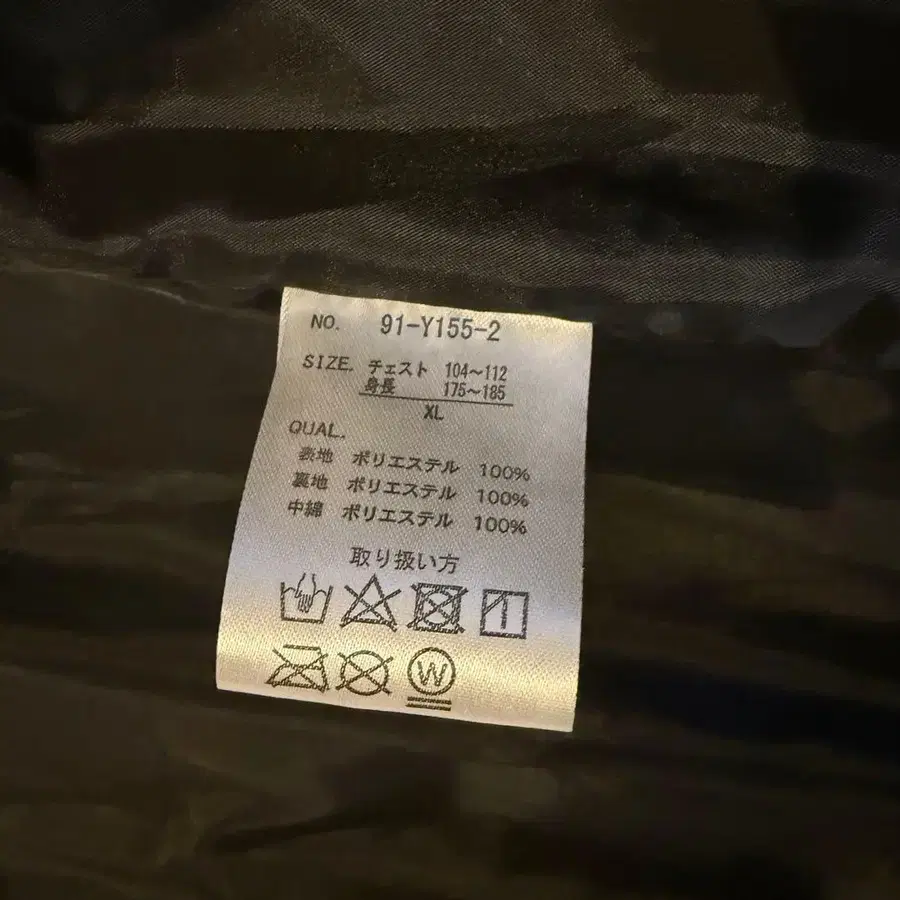 NO. 91-Y155-2
SIZE. チェスト 104～112
身長 175～185
XL
QUAL.
表地 ポリエステル 100%
裏地 ポリエステル 100%
中綿 ポリエステル 100%
取り扱い方
W